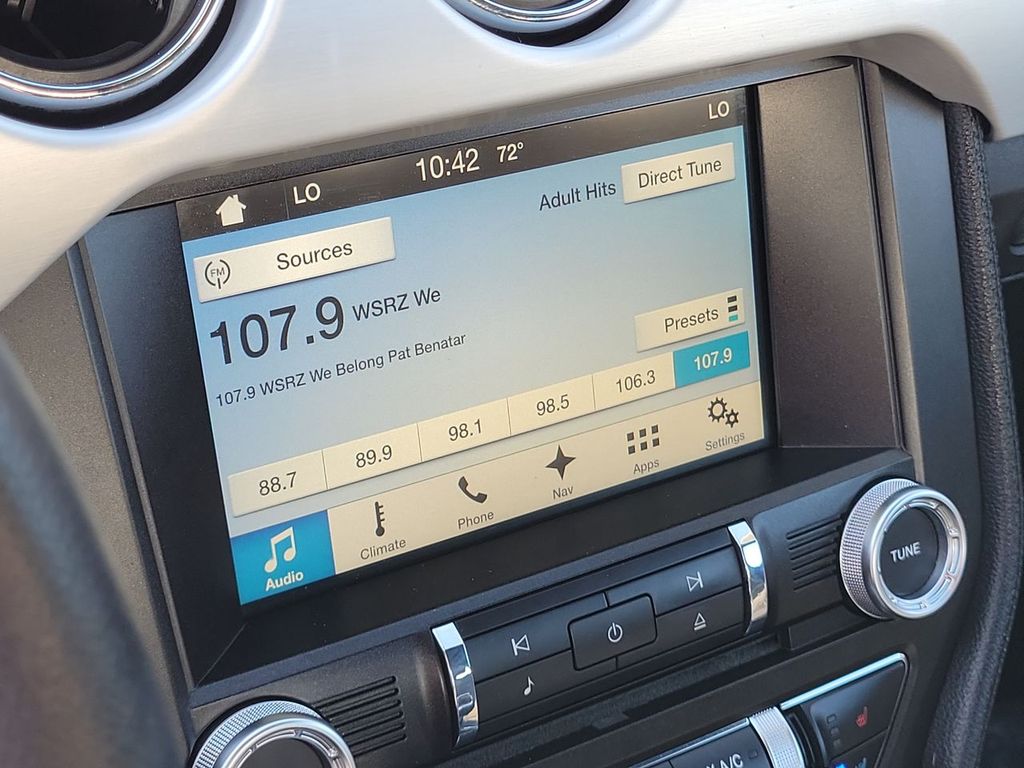 LO 10:42 72° LO
Adult Hits Direct Tune
FM Sources
107.9 WSRZ We
107.9 WSRZ We Belong Pat Benatar
Presets
88.7 89.9 98.1 98.5 106.3 107.9
Audio Climate Phone Nav Apps Settings
TUNE
A/C